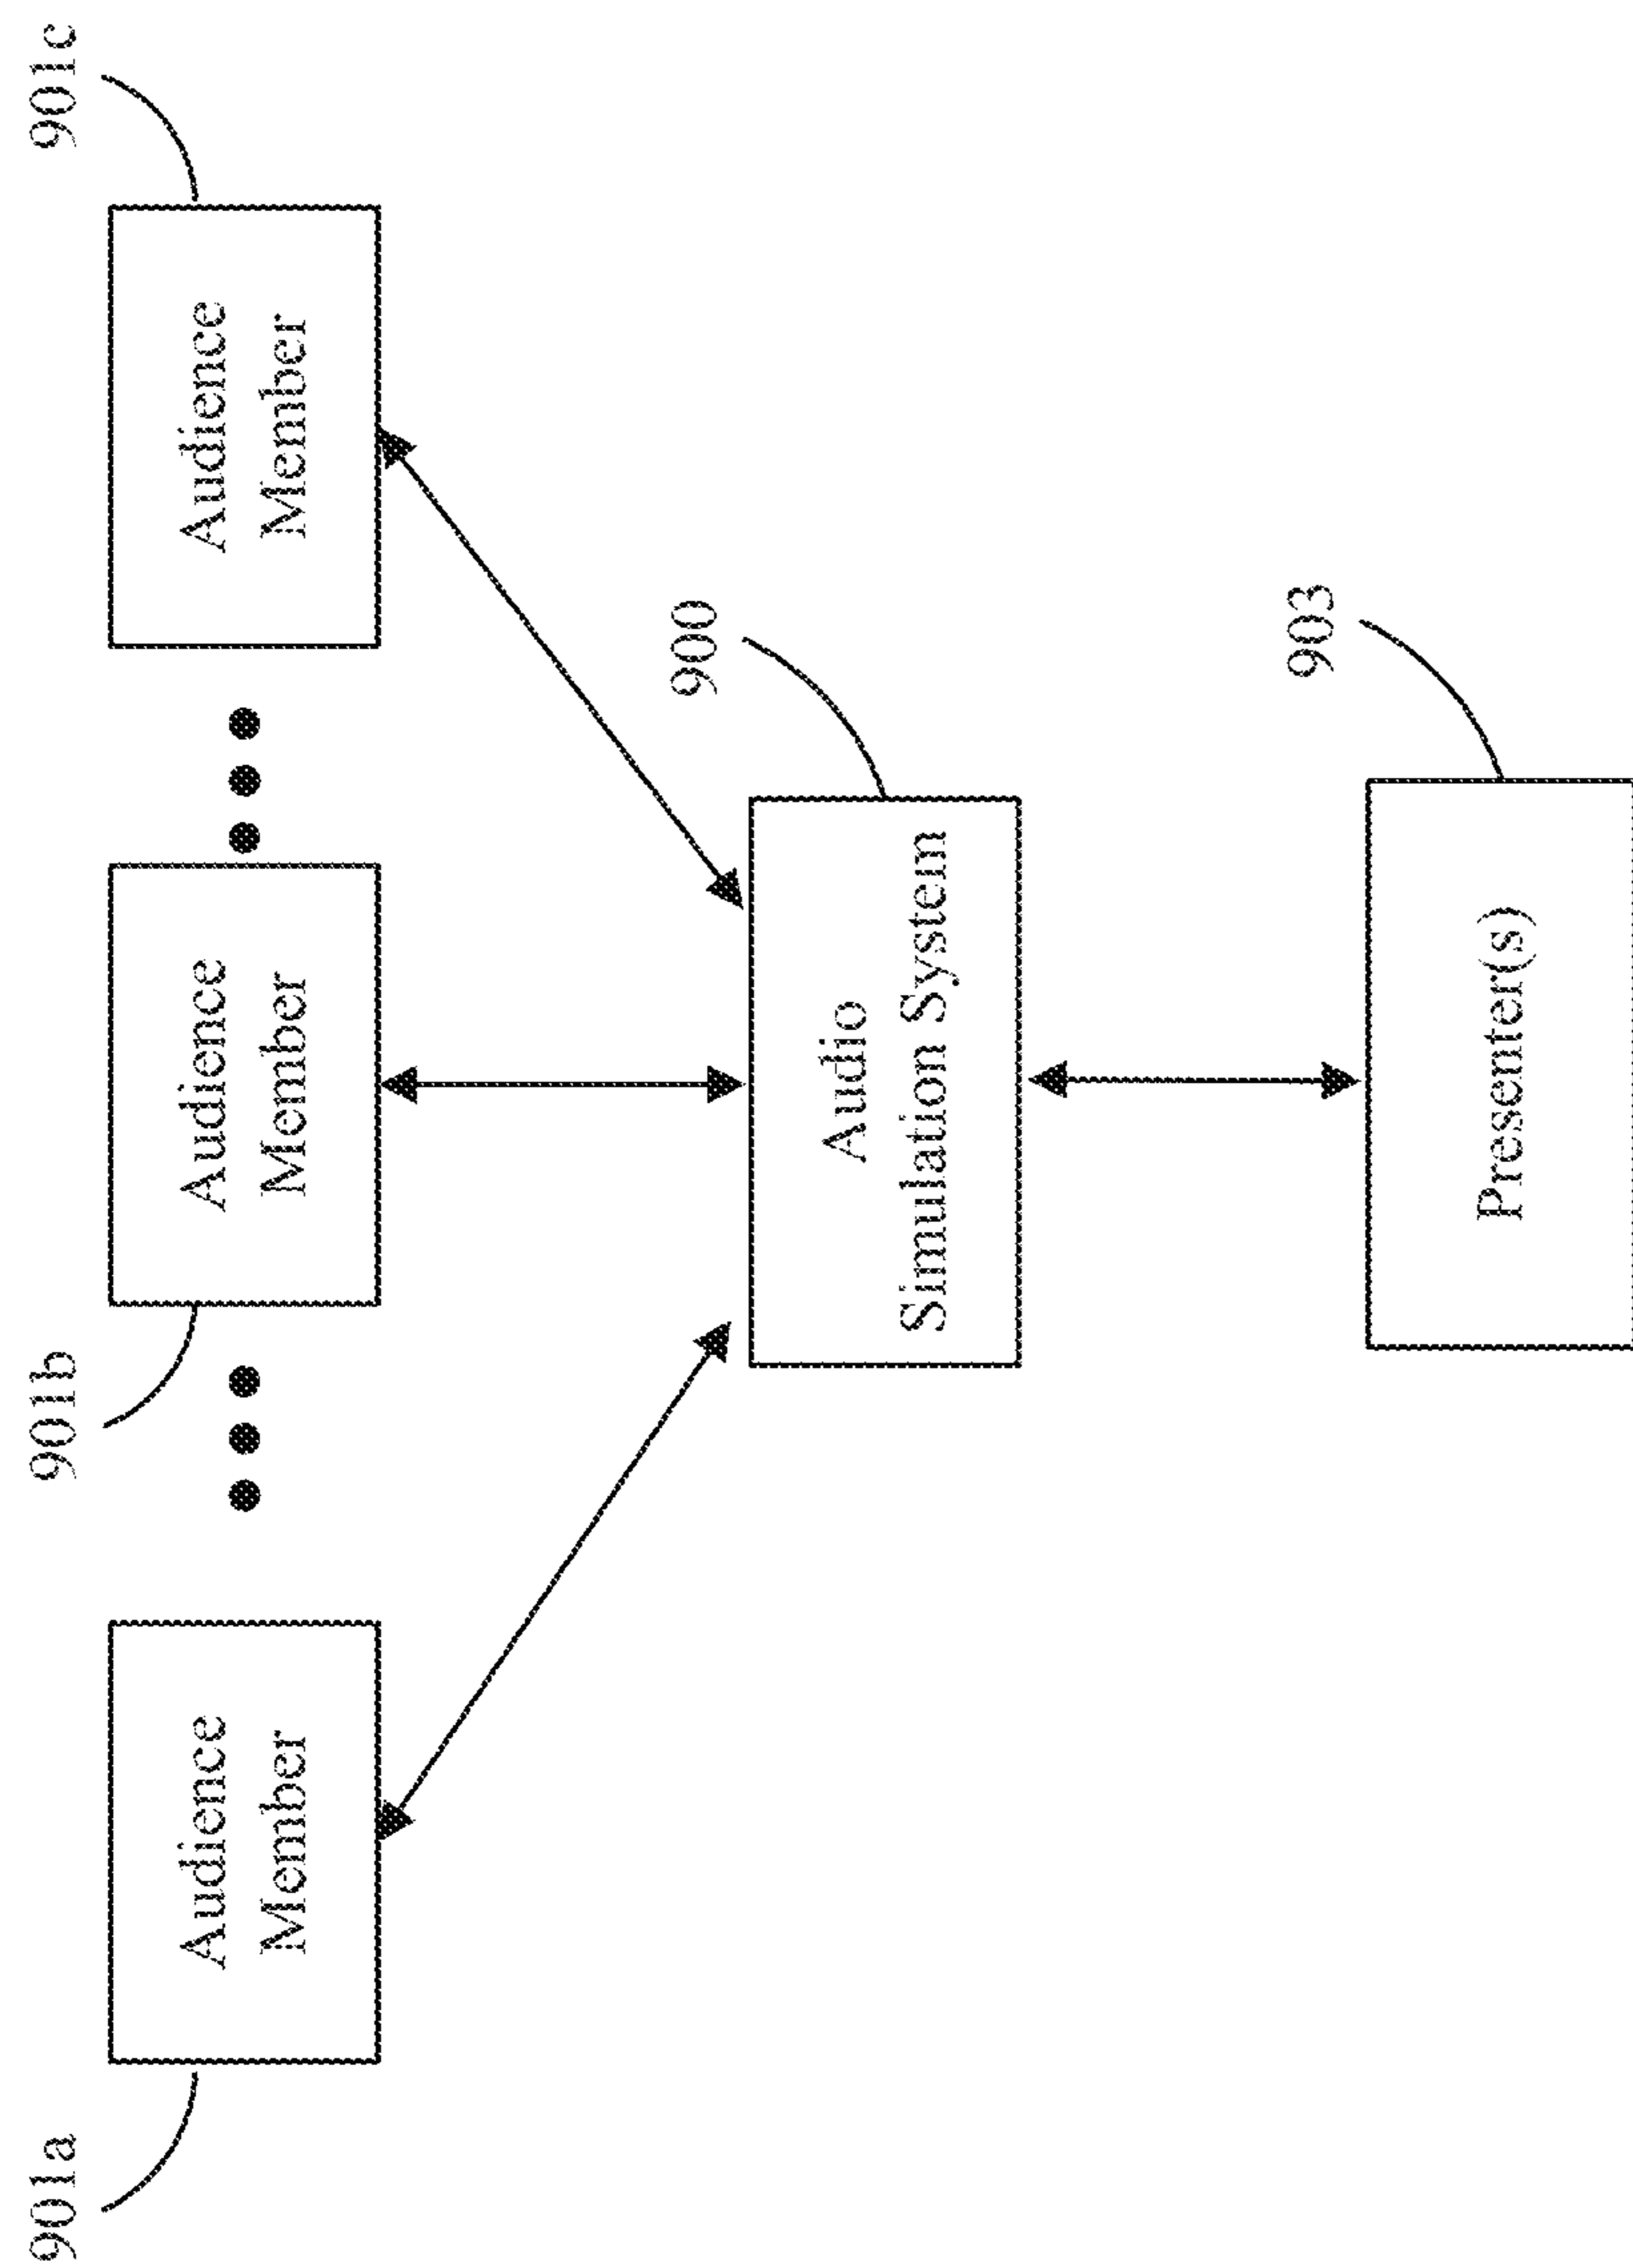 901a
901b
901c
Audience
Member
Audience
Member
Audience
Member
900
Audio
Simulation System
903
Presenter(s)